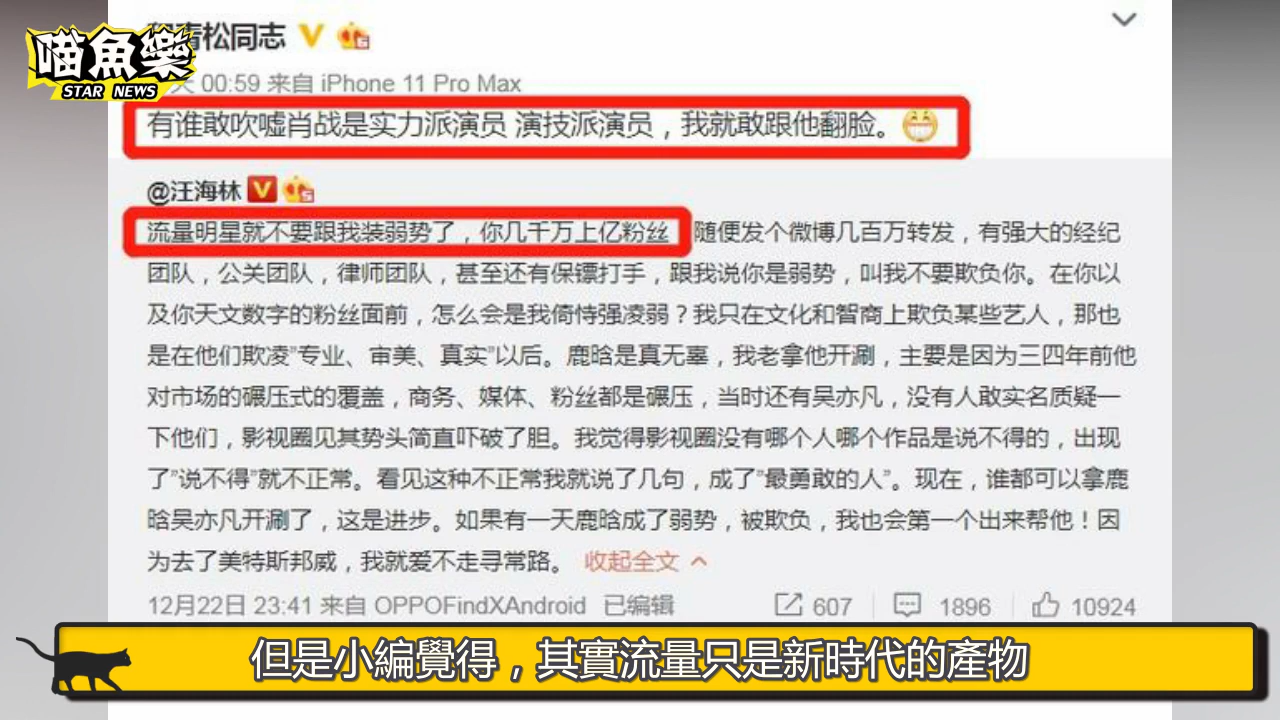 喵魚樂
STAR NEWS
青松同志
天 00:59 来自 iPhone 11 Pro Max
有谁敢吹嘘肖战是实力派演员 演技派演员，我就敢跟他翻脸。
@汪海林
流量明星就不要跟我装弱势了，你几千万上亿粉丝 随便发个微博几百万转发，有强大的经纪
团队，公关团队，律师团队，甚至还有保镖打手，跟我说你是弱势，叫我不要欺负你。在你以
及你天文数字的粉丝面前，怎么会是我倚恃强凌弱？我只在文化和智商上欺负某些艺人，那也
是在他们欺凌”专业、审美、真实”以后。鹿晗是真无辜，我老拿他开涮，主要是因为三四年前他
对市场的碾压式的覆盖，商务、媒体、粉丝都是碾压，当时还有吴亦凡，没有人敢实名质疑一
下他们，影视圈见其势头简直吓破了胆。我觉得影视圈没有哪个人哪个作品是说不得的，出现
了”说不得”就不正常。看见这种不正常我就说了几句，成了”最勇敢的人”。现在，谁都可以拿鹿
晗吴亦凡开涮了，这是进步。如果有一天鹿晗成了弱势，被欺负，我也会第一个出来帮他！因
为去了美特斯邦威，我就爱不走寻常路。 收起全文
12月22日 23:41 来自 OPPOFindXAndroid 已编辑 607 1896 10924
但是小編覺得，其實流量只是新時代的產物